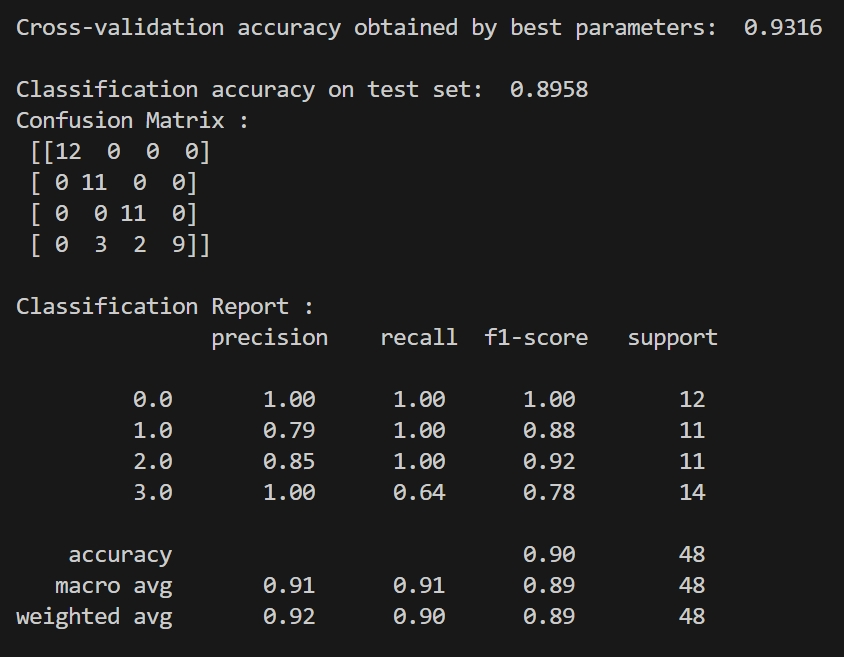 Cross-validation accuracy obtained by best parameters:  0.9316
Classification accuracy on test set:  0.8958
Confusion Matrix :
 [[12  0  0  0]
 [ 0 11  0  0]
 [ 0  0 11  0]
 [ 0  3  2  9]]
Classification Report :
               precision    recall  f1-score   support
         0.0       1.00      1.00      1.00        12
         1.0       0.79      1.00      0.88        11
         2.0       0.85      1.00      0.92        11
         3.0       1.00      0.64      0.78        14
    accuracy                           0.90        48
   macro avg       0.91      0.91      0.89        48
weighted avg       0.92      0.90      0.89        48